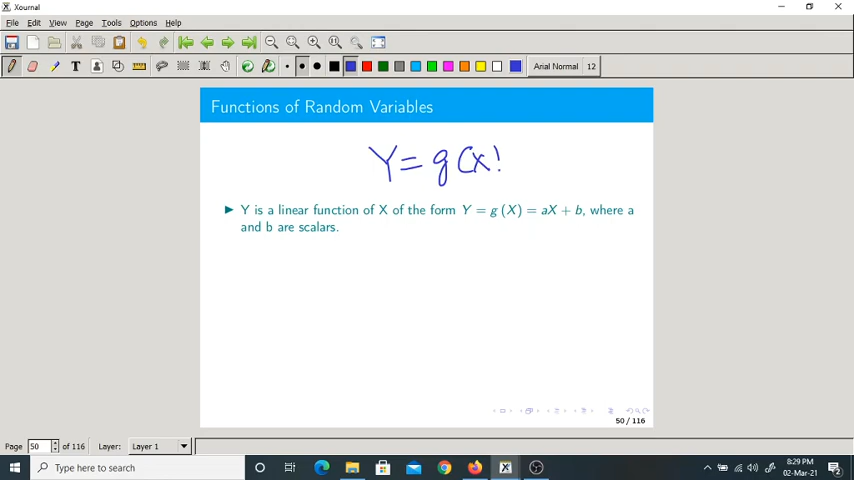 Xournal
File Edit View Page Tools Options Help
Arial Normal 12
Functions of Random Variables
Y = g(X)
Y is a linear function of X of the form Y = g (X) = aX + b, where a
and b are scalars.
50 / 116
Page 50 of 116 Layer: Layer 1
Type here to search
8:29 PM
02-Mar-21
2